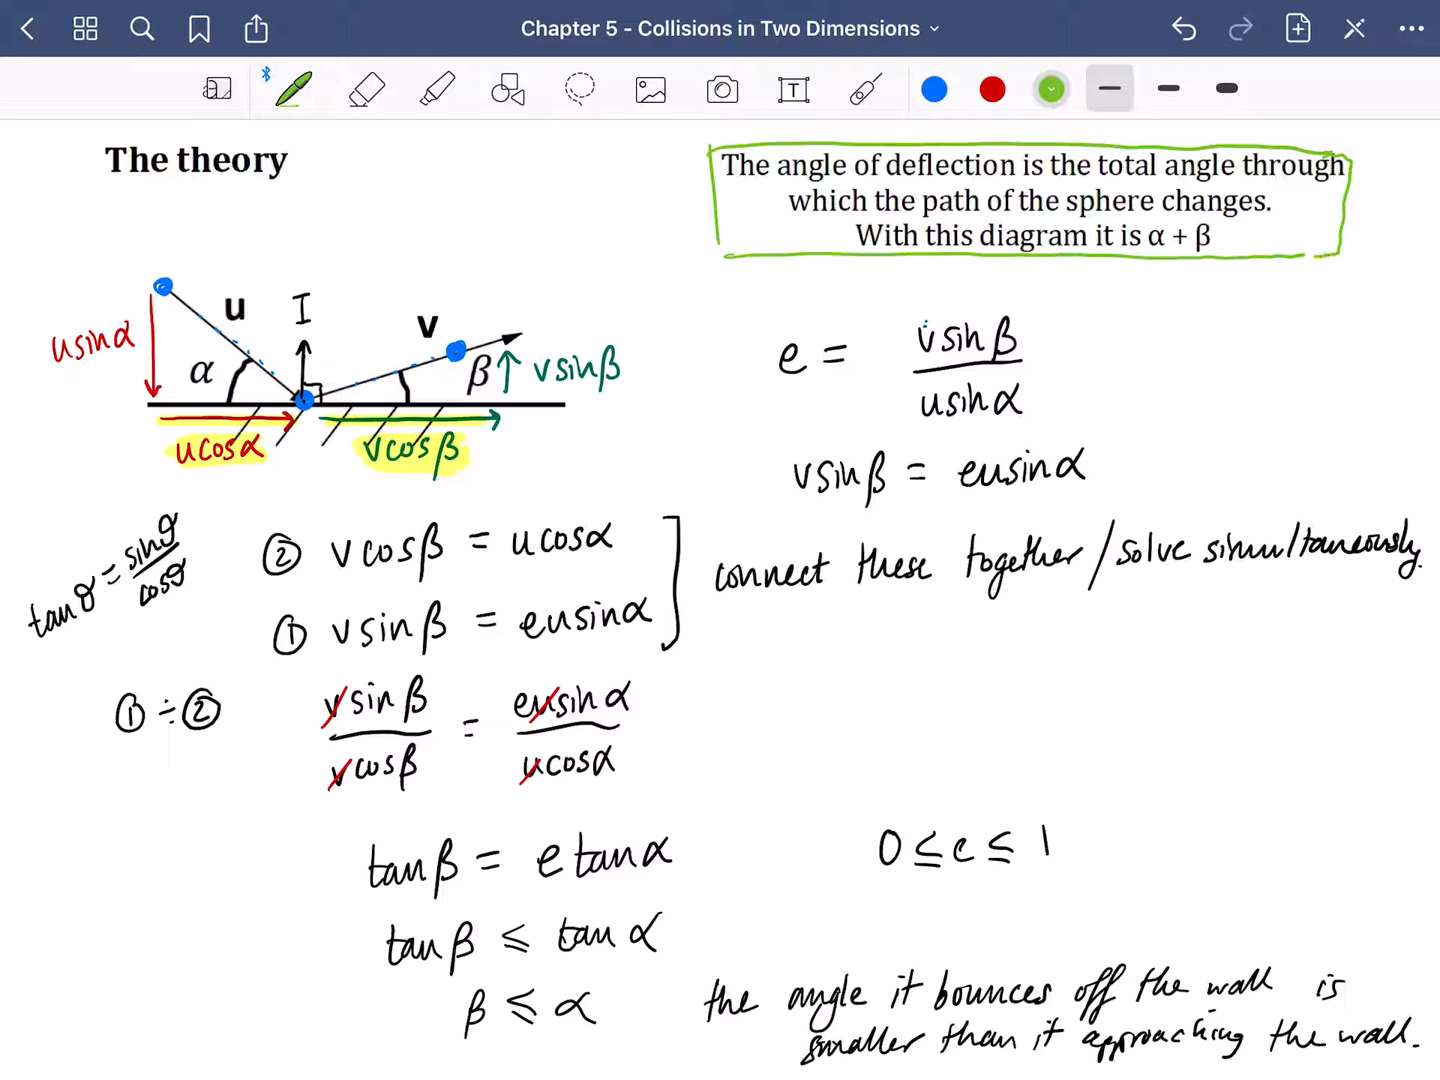 Chapter 5 - Collisions in Two Dimensions
T
The theory
The angle of deflection is the total angle through
which the path of the sphere changes.
With this diagram it is α + β
u
I
v
usinα
α
β
vsinβ
ucosα
vcosβ
e = vsinβ / usinα
vsinβ = eusinα
tanθ = sinθ / cosθ
② vcosβ = ucosα
① vsinβ = eusinα
connect these together / solve simultaneously.
① ÷ ② vsinβ / vcosβ = eusinα / ucosα
tanβ = e tanα
0 ≤ e ≤ 1
tanβ ≤ tanα
β ≤ α
the angle it bounces off the wall is
smaller than it approaching the wall.